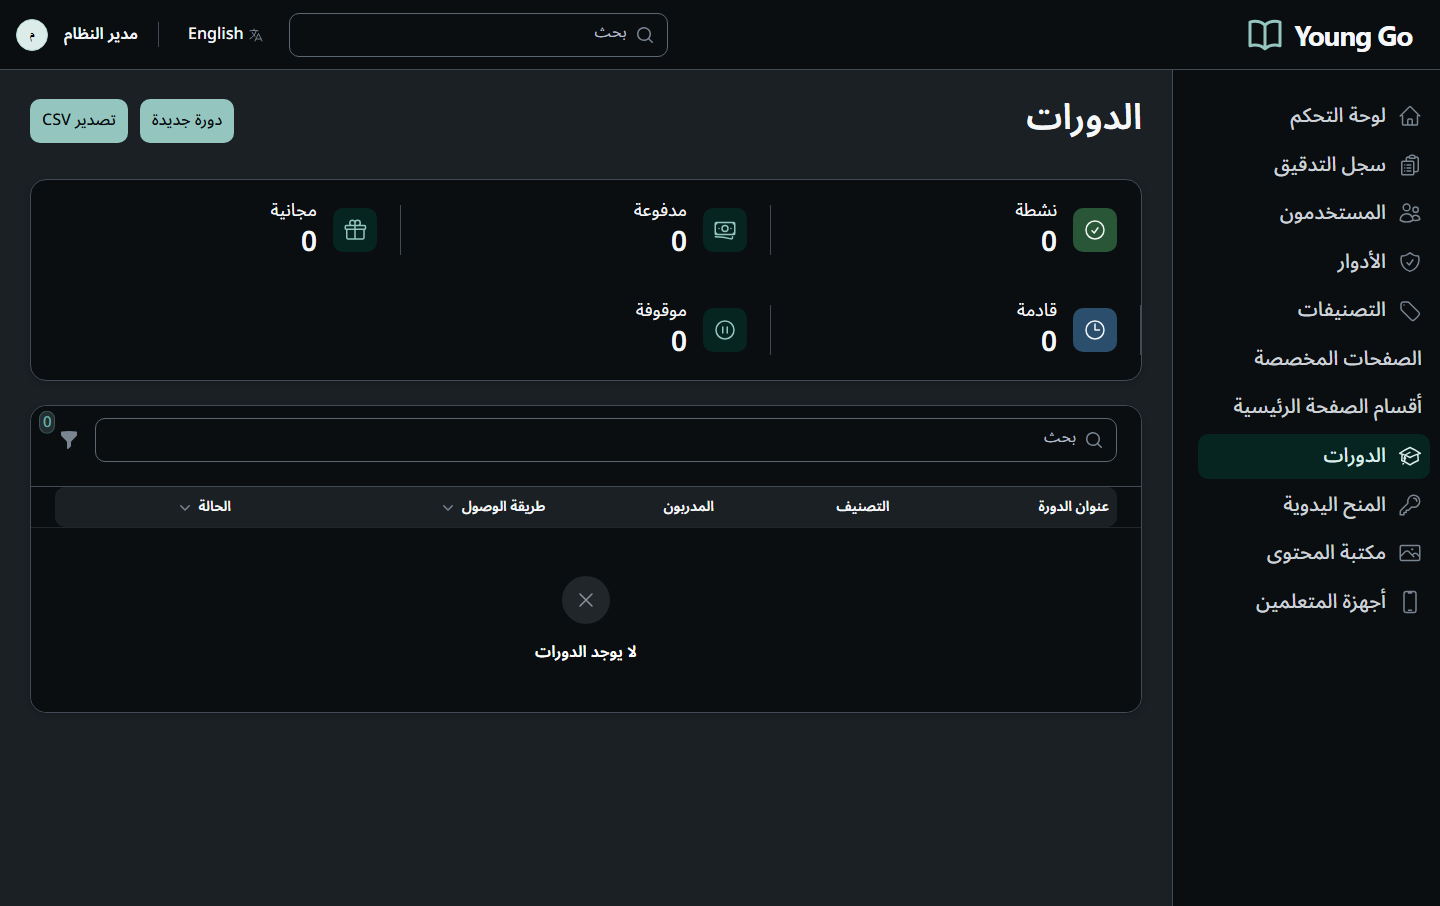 Young Go
بحث
English
مدير النظام
م
لوحة التحكم
سجل التدقيق
المستخدمون
الأدوار
التصنيفات
الصفحات المخصصة
أقسام الصفحة الرئيسية
الدورات
المنح اليدوية
مكتبة المحتوى
أجهزة المتعلمين
الدورات
دورة جديدة
تصدير CSV
نشطة
0
مدفوعة
0
مجانية
0
قادمة
0
موقوفة
0
بحث
0
عنوان الدورة
التصنيف
المدربون
طريقة الوصول
الحالة
لا يوجد الدورات